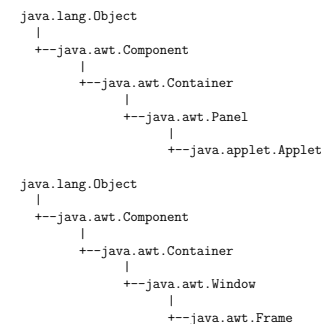 java.lang.Object
|
+--java.awt.Component
|
+--java.awt.Container
|
+--java.awt.Panel
|
+--java.applet.Applet
java.lang.Object
|
+--java.awt.Component
|
+--java.awt.Container
|
+--java.awt.Window
|
+--java.awt.Frame